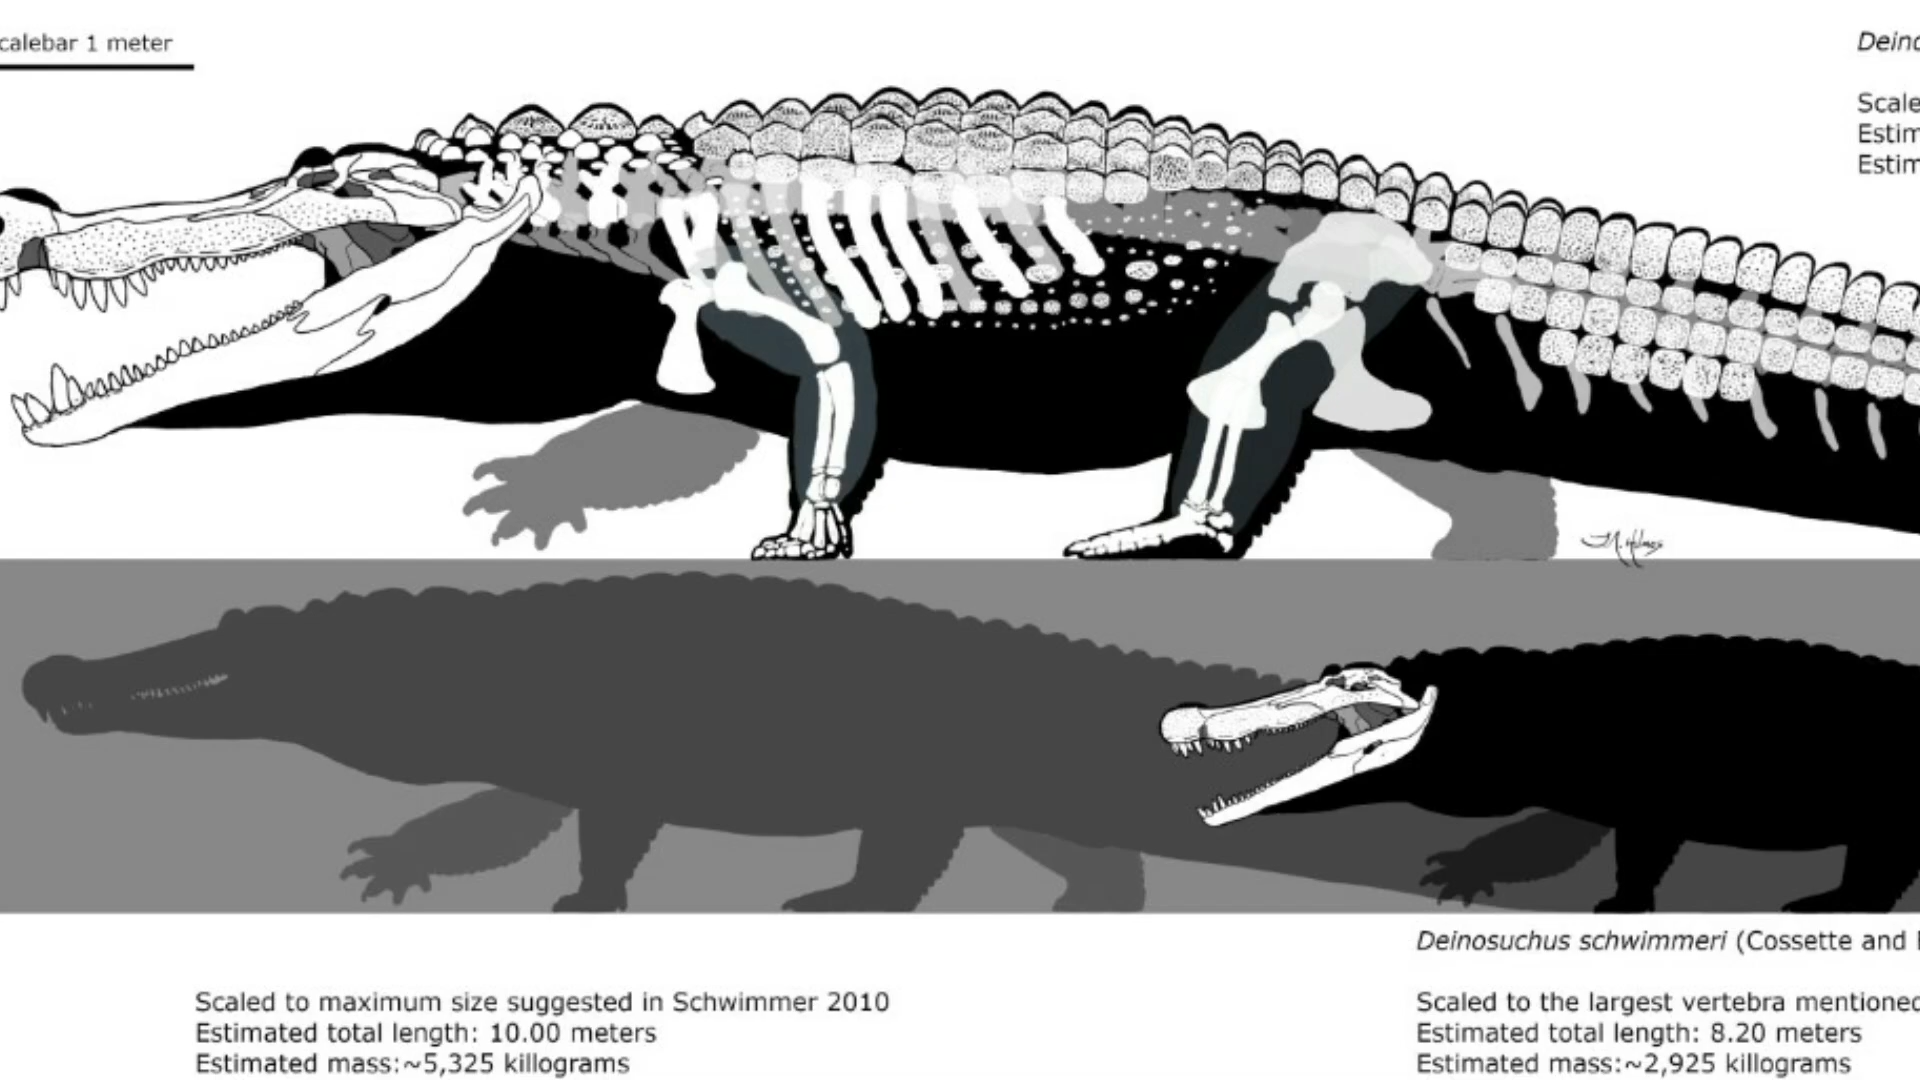 calebar 1 meter
Deino
Scale
Estim
Estim
Deinosuchus schwimmeri (Cossette and
Scaled to maximum size suggested in Schwimmer 2010
Estimated total length: 10.00 meters
Estimated mass:~5,325 killograms
Scaled to the largest vertebra mentioned
Estimated total length: 8.20 meters
Estimated mass:~2,925 killograms